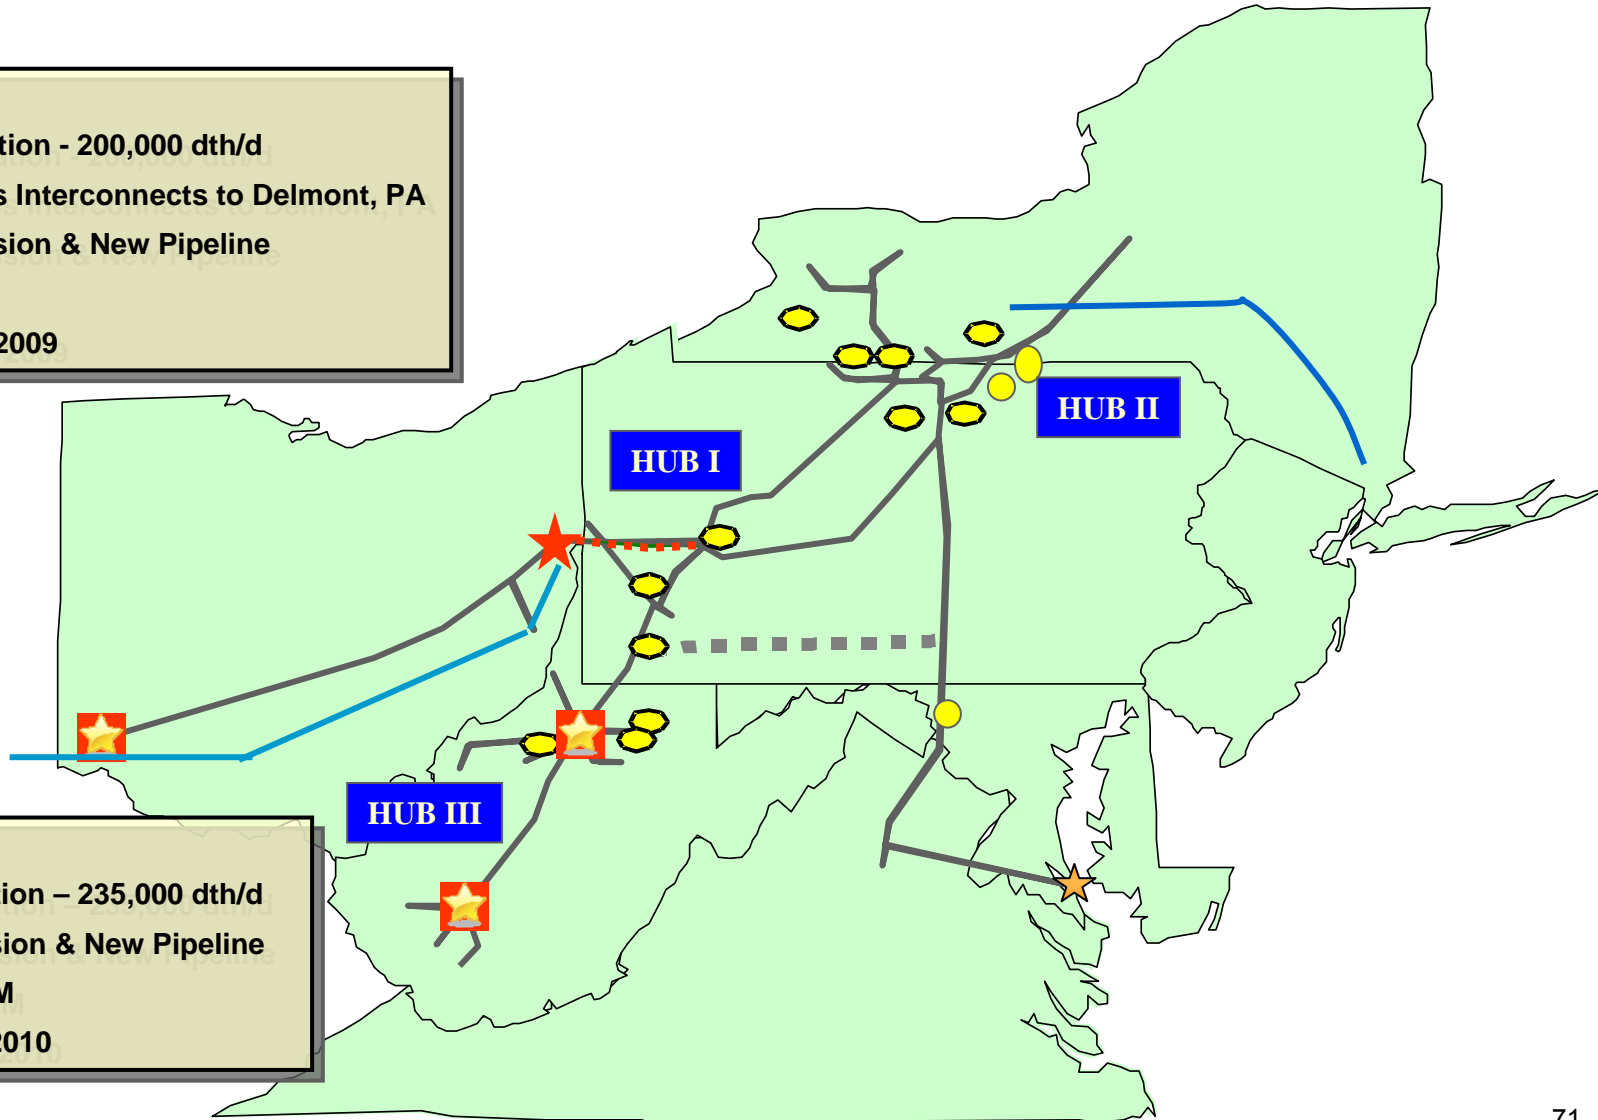 tion - 200,000 dth/d
s Interconnects to Delmont, PA
sion & New Pipeline
2009
HUB II
HUB I
HUB III
tion – 235,000 dth/d
sion & New Pipeline
M
2010
71